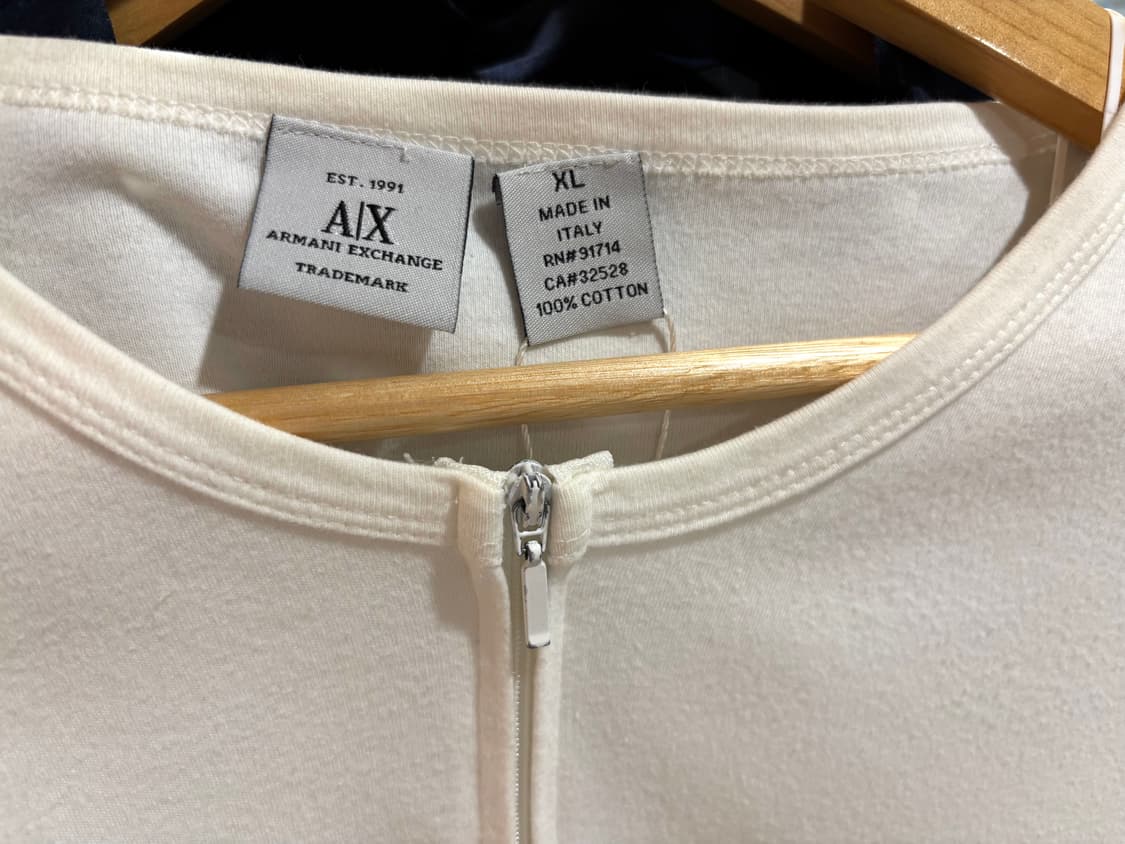 EST. 1991
A|X
ARMANI EXCHANGE
TRADEMARK
XL
MADE IN
ITALY
RN#91714
CA#32528
100% COTTON